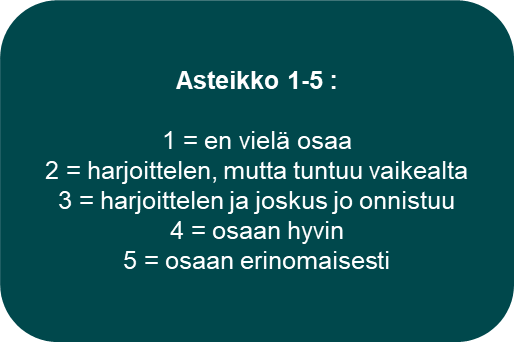 Asteikko 1-5 :
1 = en vielä osaa
2 = harjoittelen, mutta tuntuu vaikealta
3 = harjoittelen ja joskus jo onnistuu
4 = osaan hyvin
5 = osaan erinomaisesti